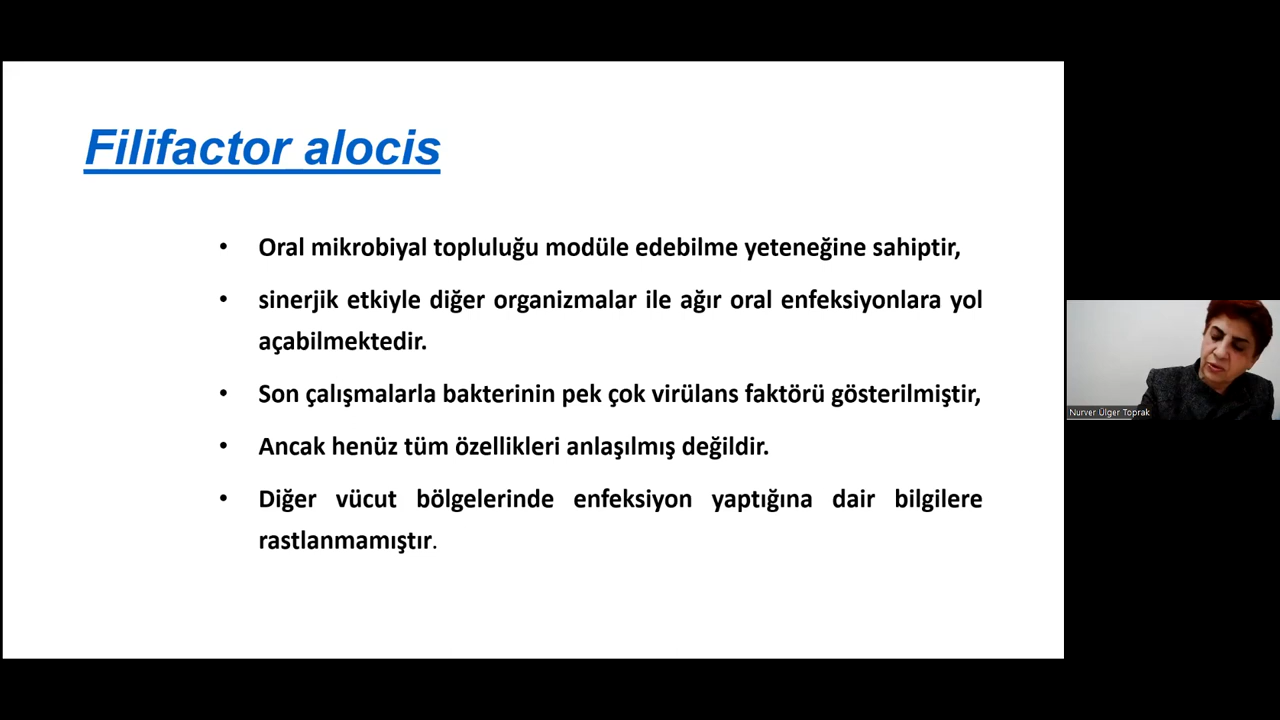 Filifactor alocis
• Oral mikrobiyal topluluğu modüle edebilme yeteneğine sahiptir,
• sinerjik etkiyle diğer organizmalar ile ağır oral enfeksiyonlara yol
açabilmektedir.
• Son çalışmalarla bakterinin pek çok virülans faktörü gösterilmiştir,
• Ancak henüz tüm özellikleri anlaşılmış değildir.
• Diğer vücut bölgelerinde enfeksiyon yaptığına dair bilgilere
rastlanmamıştır.
Nurver Ülger Toprak